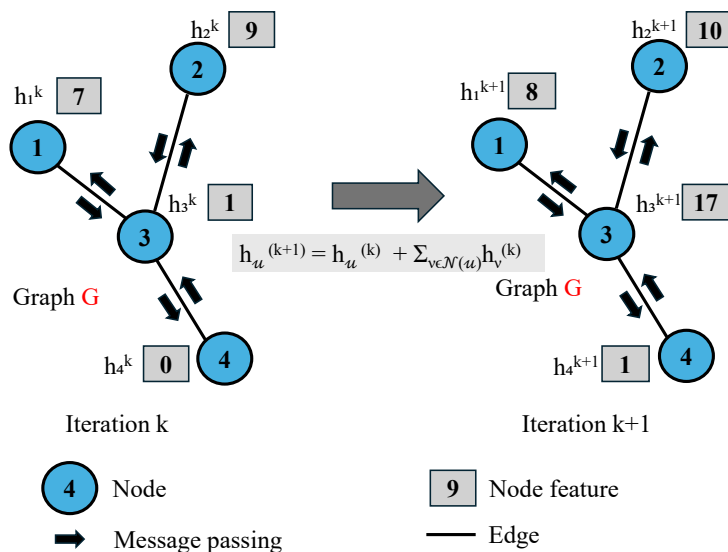 h₂ᵏ 9
h₂ᵏ⁺¹ 10
2
2
h₁ᵏ 7
h₁ᵏ⁺¹ 8
1
1
h₃ᵏ 1
h₃ᵏ⁺¹ 17
3
3
h𝓊⁽ᵏ⁺¹⁾ = h𝓊⁽ᵏ⁾ + Σᵥϵ𝒩(𝓊)hᵥ⁽ᵏ⁾
Graph G
Graph G
h₄ᵏ 0 4
h₄ᵏ⁺¹ 1 4
Iteration k
Iteration k+1
4 Node
9 Node feature
Message passing
Edge